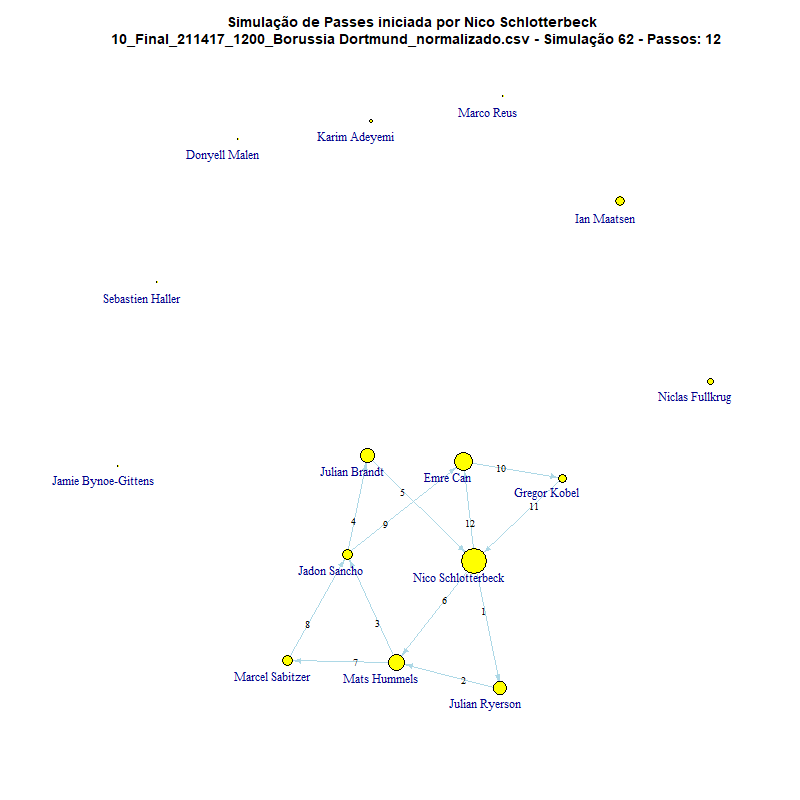 Simulação de Passes iniciada por Nico Schlotterbeck
10_Final_211417_1200_Borussia Dortmund_normalizado.csv - Simulação 62 - Passos: 12
Marco Reus
Karim Adeyemi
Donyell Malen
Ian Maatsen
Sebastien Haller
Niclas Fullkrug
Julian Brandt
Emre Can
10
Jamie Bynoe-Gittens
Gregor Kobel
5
11
4
9
12
Jadon Sancho
Nico Schlotterbeck
6
1
8
3
7
Marcel Sabitzer
Mats Hummels
2
Julian Ryerson